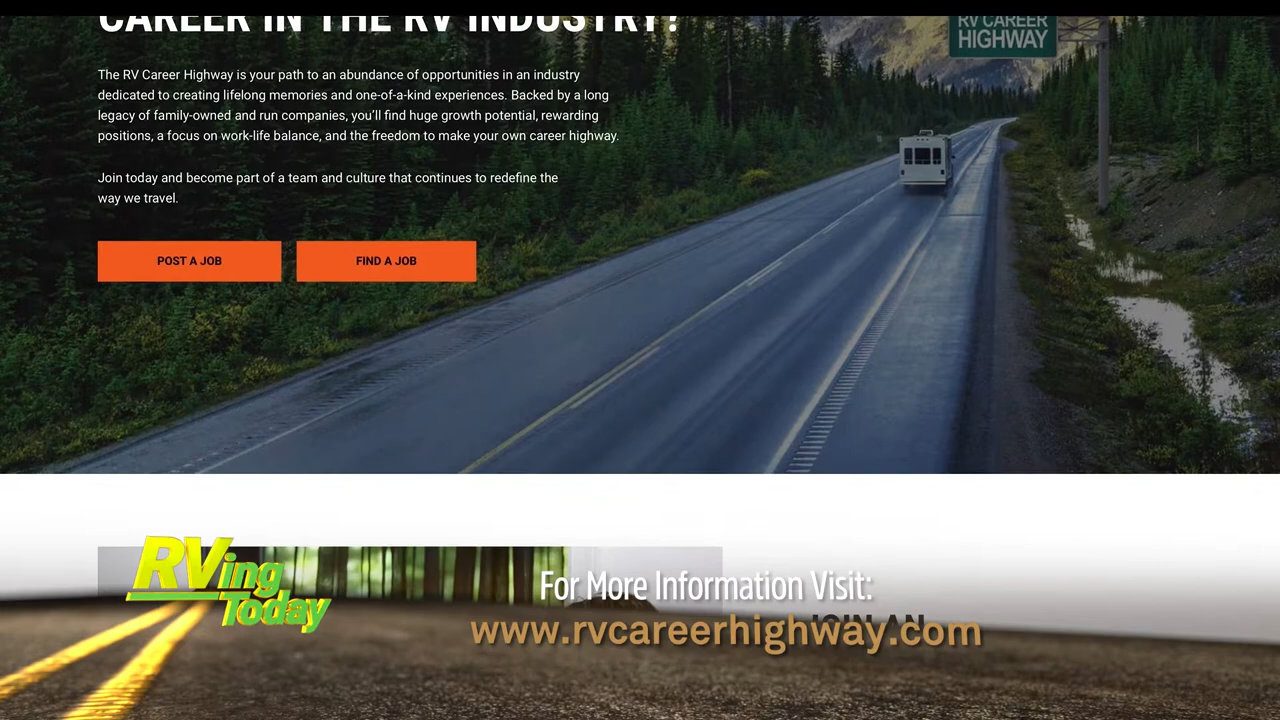 CAREER IN THE RV INDUSTRY?
RV CAREER
HIGHWAY
The RV Career Highway is your path to an abundance of opportunities in an industry
dedicated to creating lifelong memories and one-of-a-kind experiences. Backed by a long
legacy of family-owned and run companies, you'll find huge growth potential, rewarding
positions, a focus on work-life balance, and the freedom to make your own career highway.
Join today and become part of a team and culture that continues to redefine the
way we travel.
POST A JOB
FIND A JOB
RVing
Today
For More Information Visit:
JOIN AN
www.rvcareerhighway.com